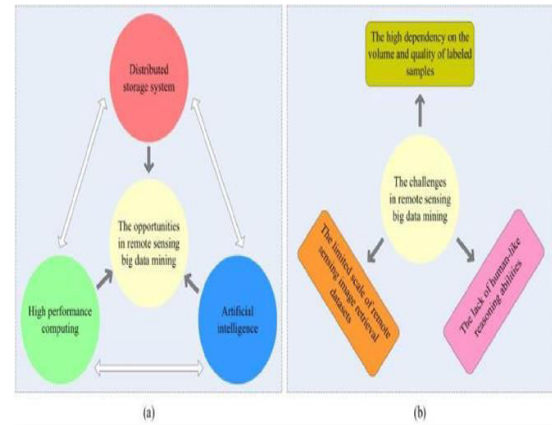 Distributed
storage system
The opportunities
in remote sensing
big data mining
High performance
computing
Artificial
intelligence
(a)
The high dependency on the
volume and quality of labeled
samples
The challenges
in remote sensing
big data mining
The limited scale of remote
sensing image retrieval
datasets
The lack of human-like
reasoning abilities
(b)